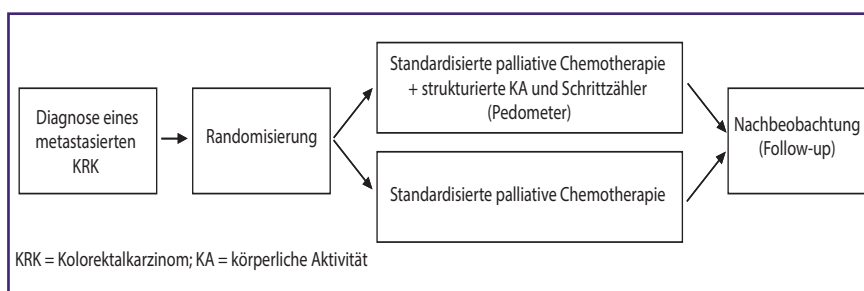 Diagnose eines
metastasierten
KRK
Randomisierung
Standardisierte palliative Chemotherapie
+ strukturierte KA und Schrittzähler
(Pedometer)
Standardisierte palliative Chemotherapie
Nachbeobachtung
(Follow-up)
KRK = Kolorektalkarzinom; KA = körperliche Aktivität